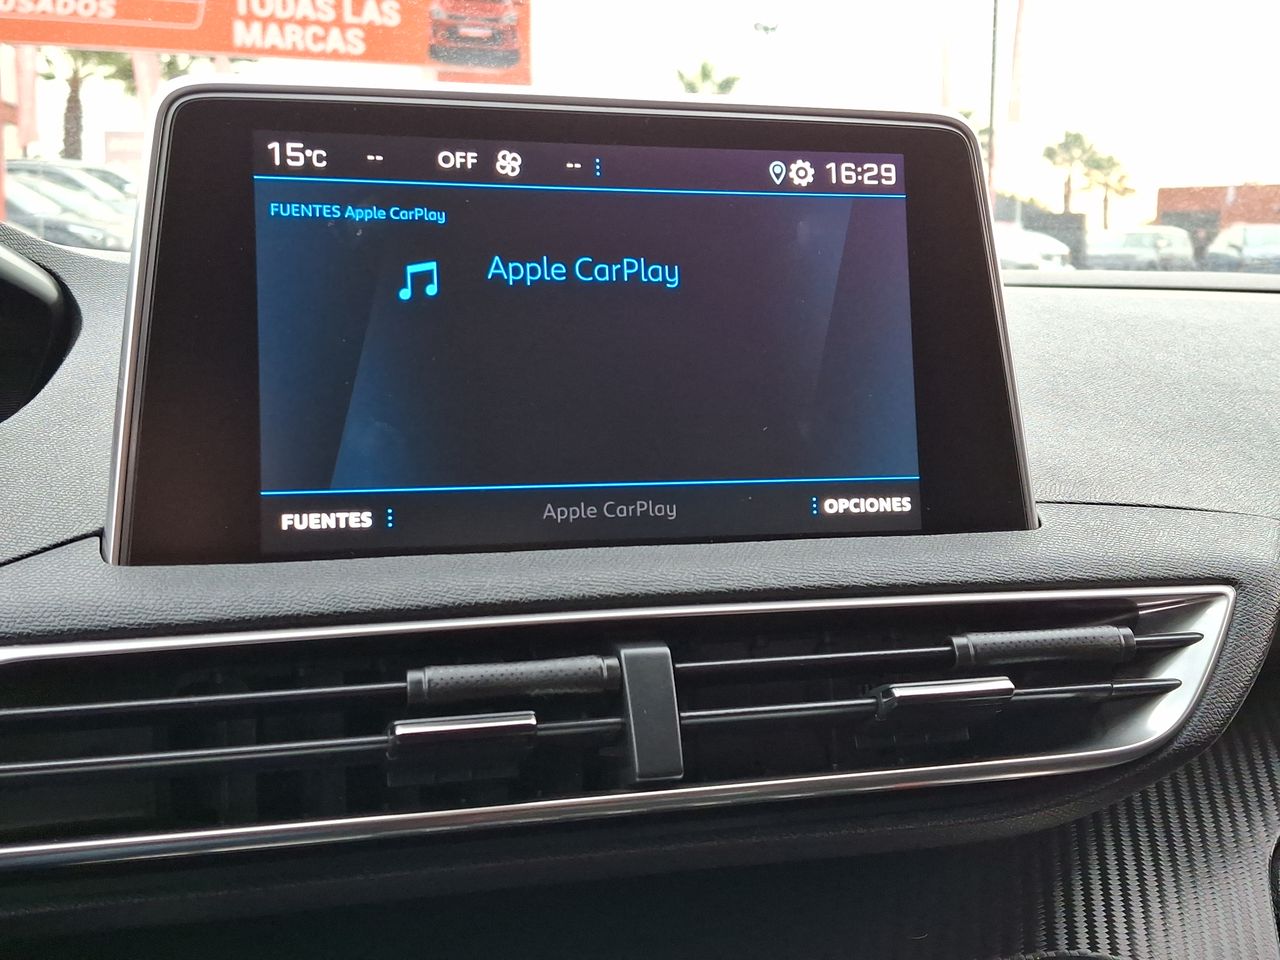 USADOS
TODAS LAS
MARCAS
15°C -- OFF -- 16:29
FUENTES Apple CarPlay
Apple CarPlay
FUENTES Apple CarPlay OPCIONES